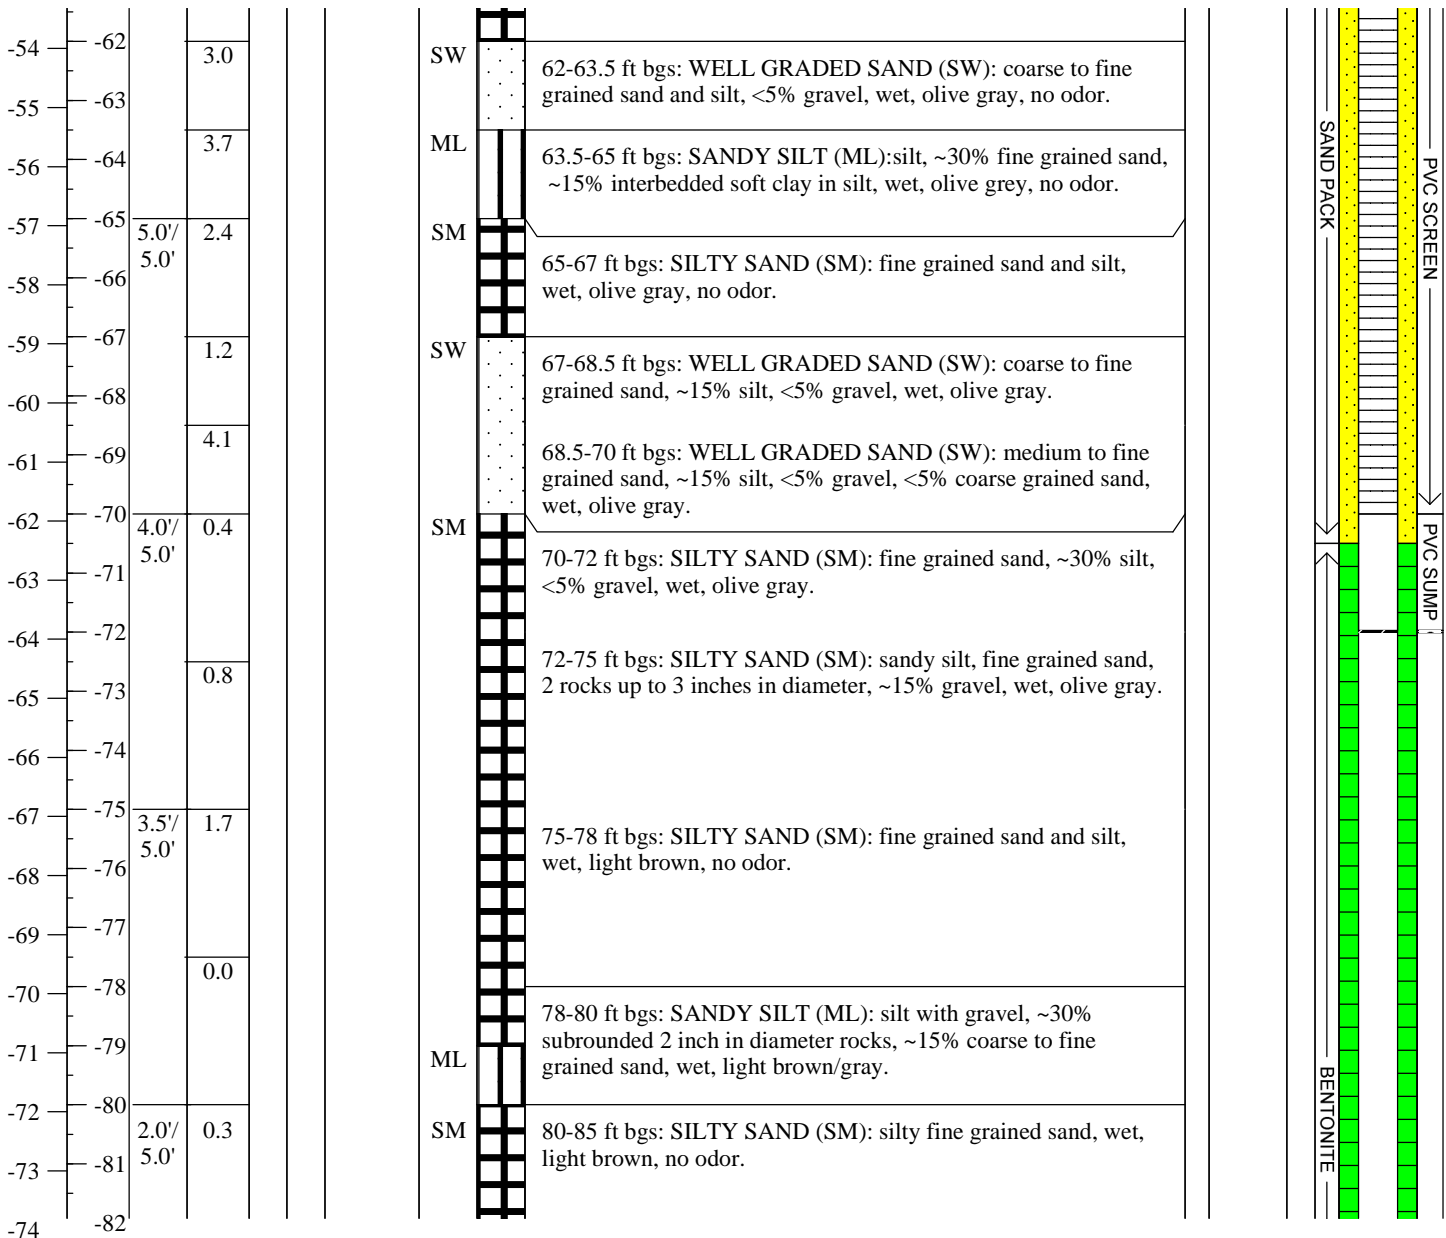 -54
-55
-56
-57
-58
-59
-60
-61
-62
-63
-64
-65
-66
-67
-68
-69
-70
-71
-72
-73
-74
-62
-63
-64
-65
-66
-67
-68
-69
-70
-71
-72
-73
-74
-75
-76
-77
-78
-79
-80
-81
-82
5.0'/
5.0'
4.0'/
5.0'
3.5'/
5.0'
2.0'/
5.0'
3.0
3.7
2.4
1.2
4.1
0.4
0.8
1.7
0.0
0.3
SW
ML
SM
SW
SM
ML
SM
62-63.5 ft bgs: WELL GRADED SAND (SW): coarse to fine
grained sand and silt, <5% gravel, wet, olive gray, no odor.
63.5-65 ft bgs: SANDY SILT (ML):silt, ~30% fine grained sand,
~15% interbedded soft clay in silt, wet, olive grey, no odor.
65-67 ft bgs: SILTY SAND (SM): fine grained sand and silt,
wet, olive gray, no odor.
67-68.5 ft bgs: WELL GRADED SAND (SW): coarse to fine
grained sand, ~15% silt, <5% gravel, wet, olive gray.
68.5-70 ft bgs: WELL GRADED SAND (SW): medium to fine
grained sand, ~15% silt, <5% gravel, <5% coarse grained sand,
wet, olive gray.
70-72 ft bgs: SILTY SAND (SM): fine grained sand, ~30% silt,
<5% gravel, wet, olive gray.
72-75 ft bgs: SILTY SAND (SM): sandy silt, fine grained sand,
2 rocks up to 3 inches in diameter, ~15% gravel, wet, olive gray.
75-78 ft bgs: SILTY SAND (SM): fine grained sand and silt,
wet, light brown, no odor.
78-80 ft bgs: SANDY SILT (ML): silt with gravel, ~30%
subrounded 2 inch in diameter rocks, ~15% coarse to fine
grained sand, wet, light brown/gray.
80-85 ft bgs: SILTY SAND (SM): silty fine grained sand, wet,
light brown, no odor.
SAND PACK
BENTONITE
PVC SCREEN
PVC SUMP